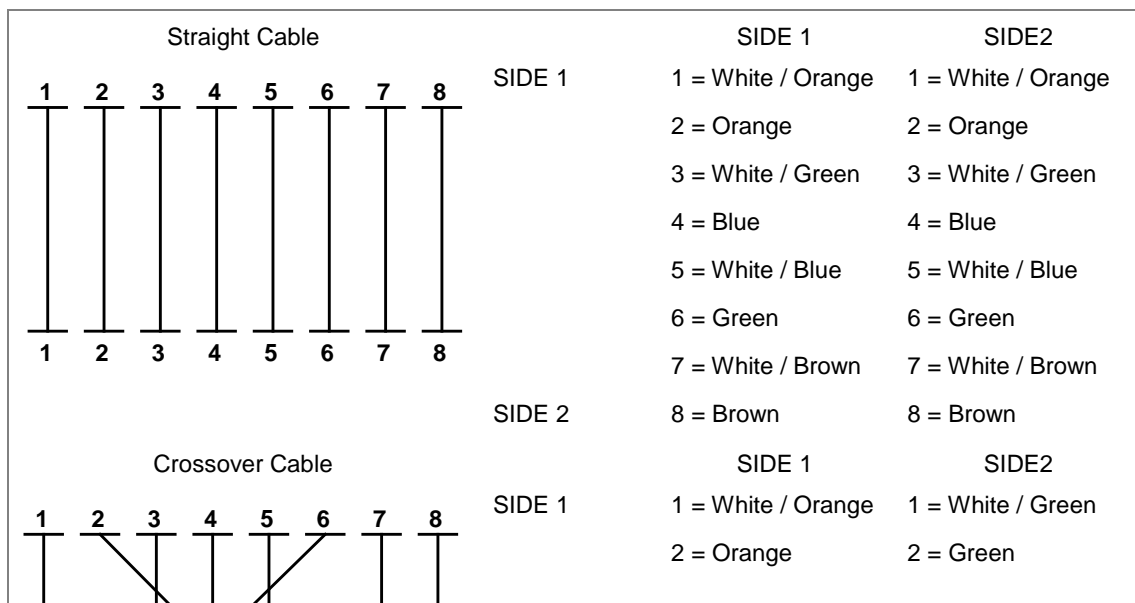 Straight Cable SIDE 1 SIDE2
1 2 3 4 5 6 7 8 SIDE 1 1 = White / Orange 1 = White / Orange
2 = Orange 2 = Orange
3 = White / Green 3 = White / Green
4 = Blue 4 = Blue
5 = White / Blue 5 = White / Blue
6 = Green 6 = Green
1 2 3 4 5 6 7 8 7 = White / Brown 7 = White / Brown
SIDE 2 8 = Brown 8 = Brown
Crossover Cable SIDE 1 SIDE2
1 2 3 4 5 6 7 8 SIDE 1 1 = White / Orange 1 = White / Green
2 = Orange 2 = Green